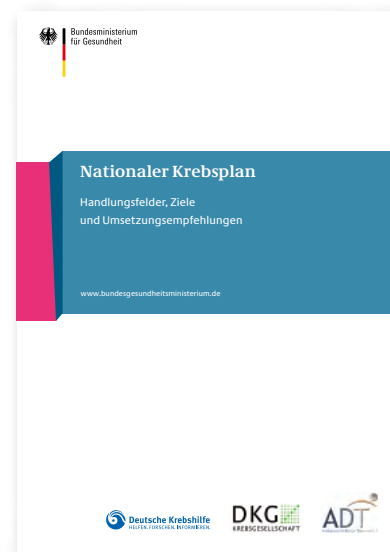 Bundesministerium
für Gesundheit
Nationaler Krebsplan
Handlungsfelder, Ziele
und Umsetzungsempfehlungen
www.bundesgesundheitsministerium.de
Deutsche Krebshilfe
HELFEN. FORSCHEN. INFORMIEREN.
DKG
KREBSGESELLSCHAFT
ADT